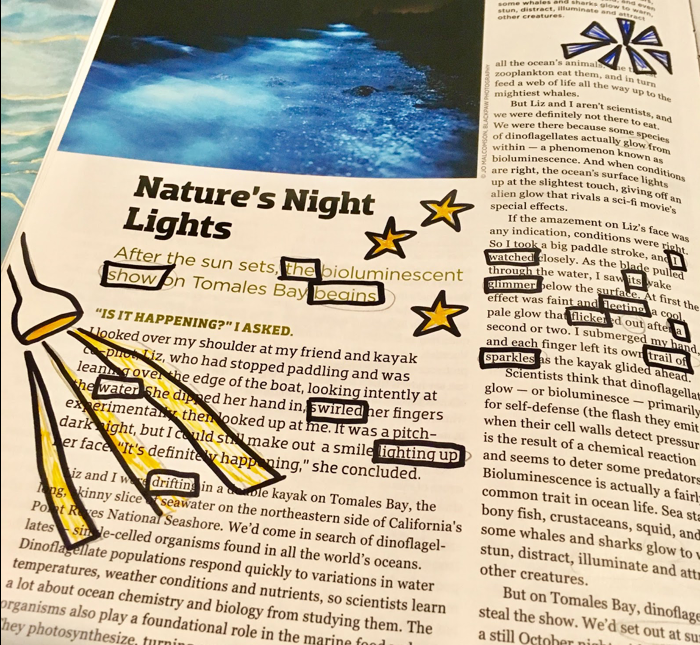 Nature's Night
Lights
After the sun sets, the bioluminescent
show on Tomales Bay begins
"IS IT HAPPENING?" I ASKED.
I looked over my shoulder at my friend and kayak
co-pilot, Liz, who had stopped paddling and was
leaning over the edge of the boat, looking intently at
the water. She dipped her hand in, swirled her fingers
experimentally, then looked up at me. It was a pitch-
dark night, but I could still make out a smile lighting up
her face. "It's definitely happening," she concluded.
Liz and I were drifting in a double kayak on Tomales Bay, the
long, skinny slice of seawater on the northeastern side of California's
Point Reyes National Seashore. We'd come in search of dinoflagel-
lates – single-celled organisms found in all the world's oceans.
Dinoflagellate populations respond quickly to variations in water
temperatures, weather conditions and nutrients, so scientists learn
a lot about ocean chemistry and biology from studying them. The
organisms also play a foundational role in the marine food
They photosynthesize, turning
© JO MALCOMSON, BLACKPAW PHOTOGRAPHY
some whales and sharks glow to
stun, distract, illuminate and attract
other creatures.
all the ocean's animals,
zooplankton eat them, and in turn
feed a web of life all the way up to the
mightiest whales.
But Liz and I aren't scientists, and
we were definitely not there to eat.
We were there because some species
of dinoflagellates actually glow from
within – a phenomenon known as
bioluminescence. And when conditions
are right, the ocean's surface lights
up at the slightest touch, giving off an
alien glow that rivals a sci-fi movie's
special effects.
If the amazement on Liz's face was
any indication, conditions were right.
So I took a big paddle stroke, and I
watched closely. As the blade pulled
through the water, I saw its wake
glimmer below the surface. At first the
effect was faint and fleeting: a cool,
pale glow that flickered out after a
second or two. I submerged my hand,
and each finger left its own trail of
sparkles as the kayak glided ahead.
Scientists think that dinoflagellat
glow – or bioluminesce – primarily
for self-defense (the flash they emit
when their cell walls detect pressur
is the result of a chemical reaction
and seems to deter some predators
Bioluminescence is actually a fairl
common trait in ocean life. Sea sta
bony fish, crustaceans, squid, and
some whales and sharks glow to
stun, distract, illuminate and att
other creatures.
But on Tomales Bay, dinoflage
steal the show. We'd set out at su
a still October